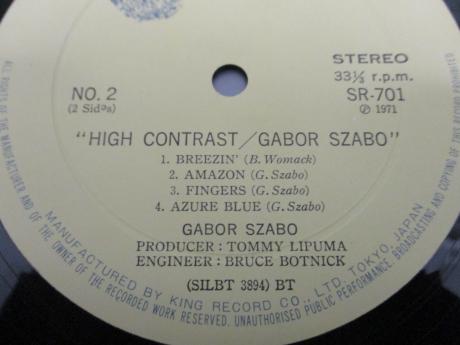 STEREO
33⅓ r.p.m.
NO. 2
(2 Sides)
SR-701
Ⓟ 1971
"HIGH CONTRAST/GABOR SZABO"
1. BREEZIN' (B. Womack)
2. AMAZON (G. Szabo)
3. FINGERS (G. Szabo)
4. AZURE BLUE (G. Szabo)
GABOR SZABO
PRODUCER : TOMMY LIPUMA
ENGINEER : BRUCE BOTNICK
(SILBT 3894) BT
MANUFACTURED BY KING RECORD CO., LTD. TOKYO, JAPAN
ALL RIGHTS OF THE MANUFACTURER AND OF THE OWNER OF THE RECORDED WORK RESERVED. UNAUTHORISED PUBLIC PERFORMANCE, BROADCASTING AND COPYING OF THIS RECORD PROHIBITED